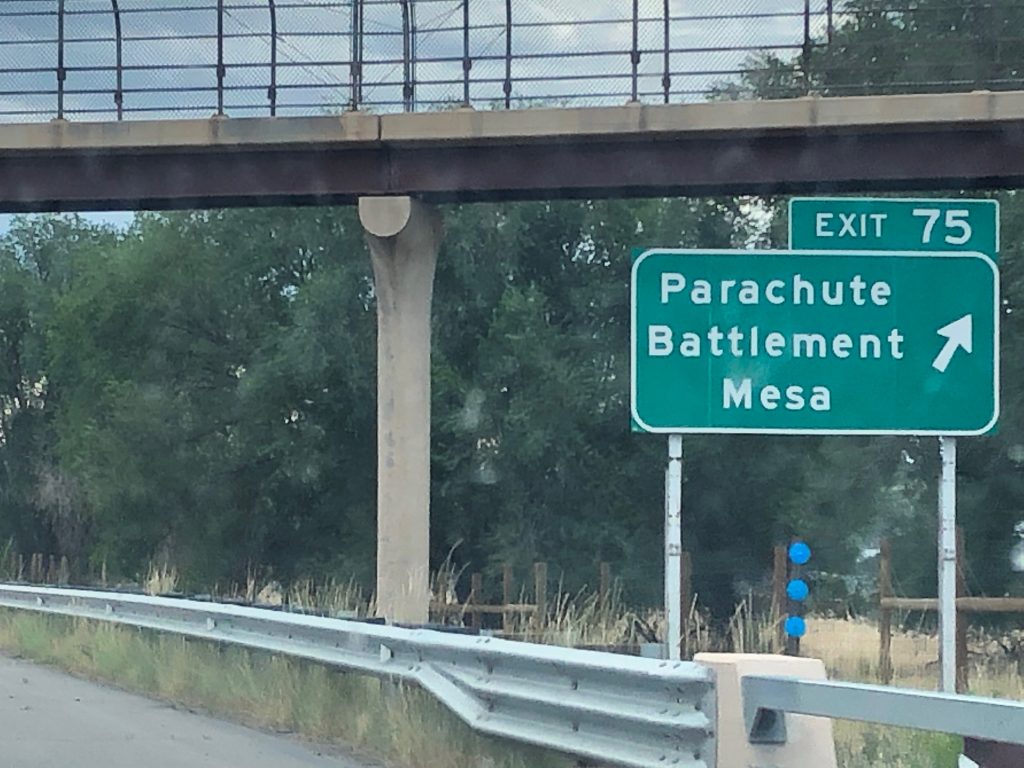 EXIT 75
Parachute
Battlement
Mesa